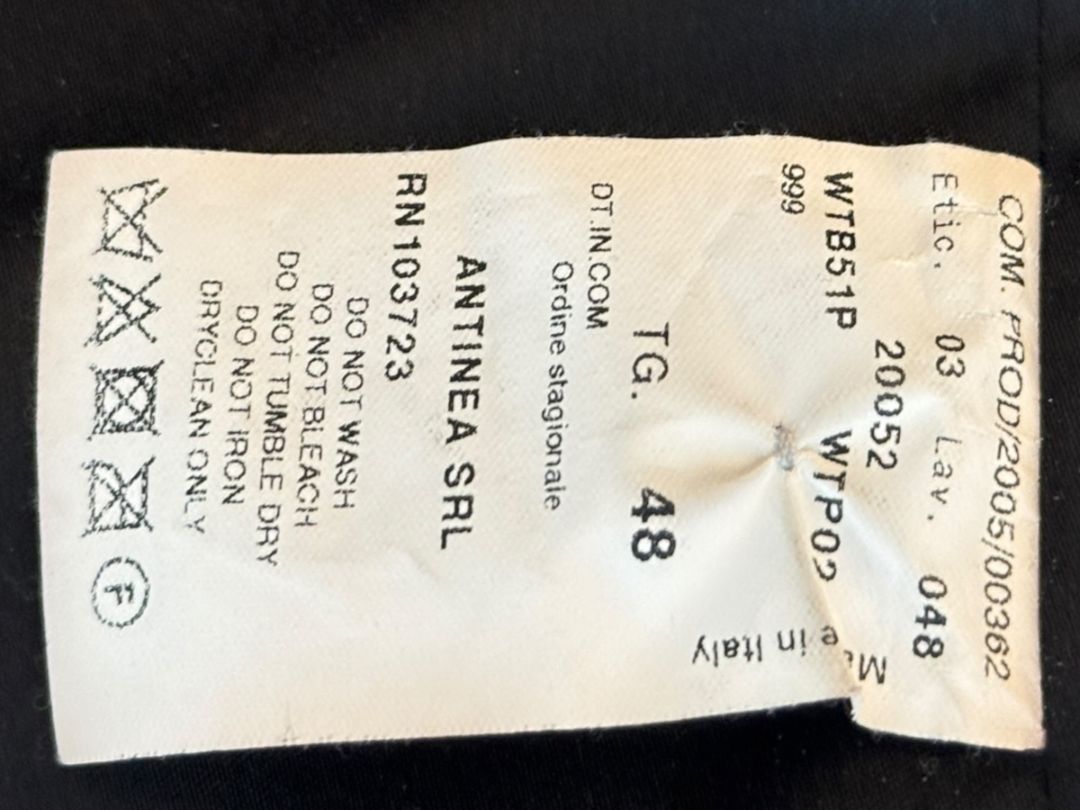 COM. PROD/2005/00362
Etic. 03 Lav. 048
20052
WTB51P WTP02
999
Made in Italy
TG. 48
DT.IN.COM
Ordine stagionale
ANTINEA SRL
RN103723
DO NOT WASH
DO NOT BLEACH
DO NOT TUMBLE DRY
DO NOT IRON
DRYCLEAN ONLY
F